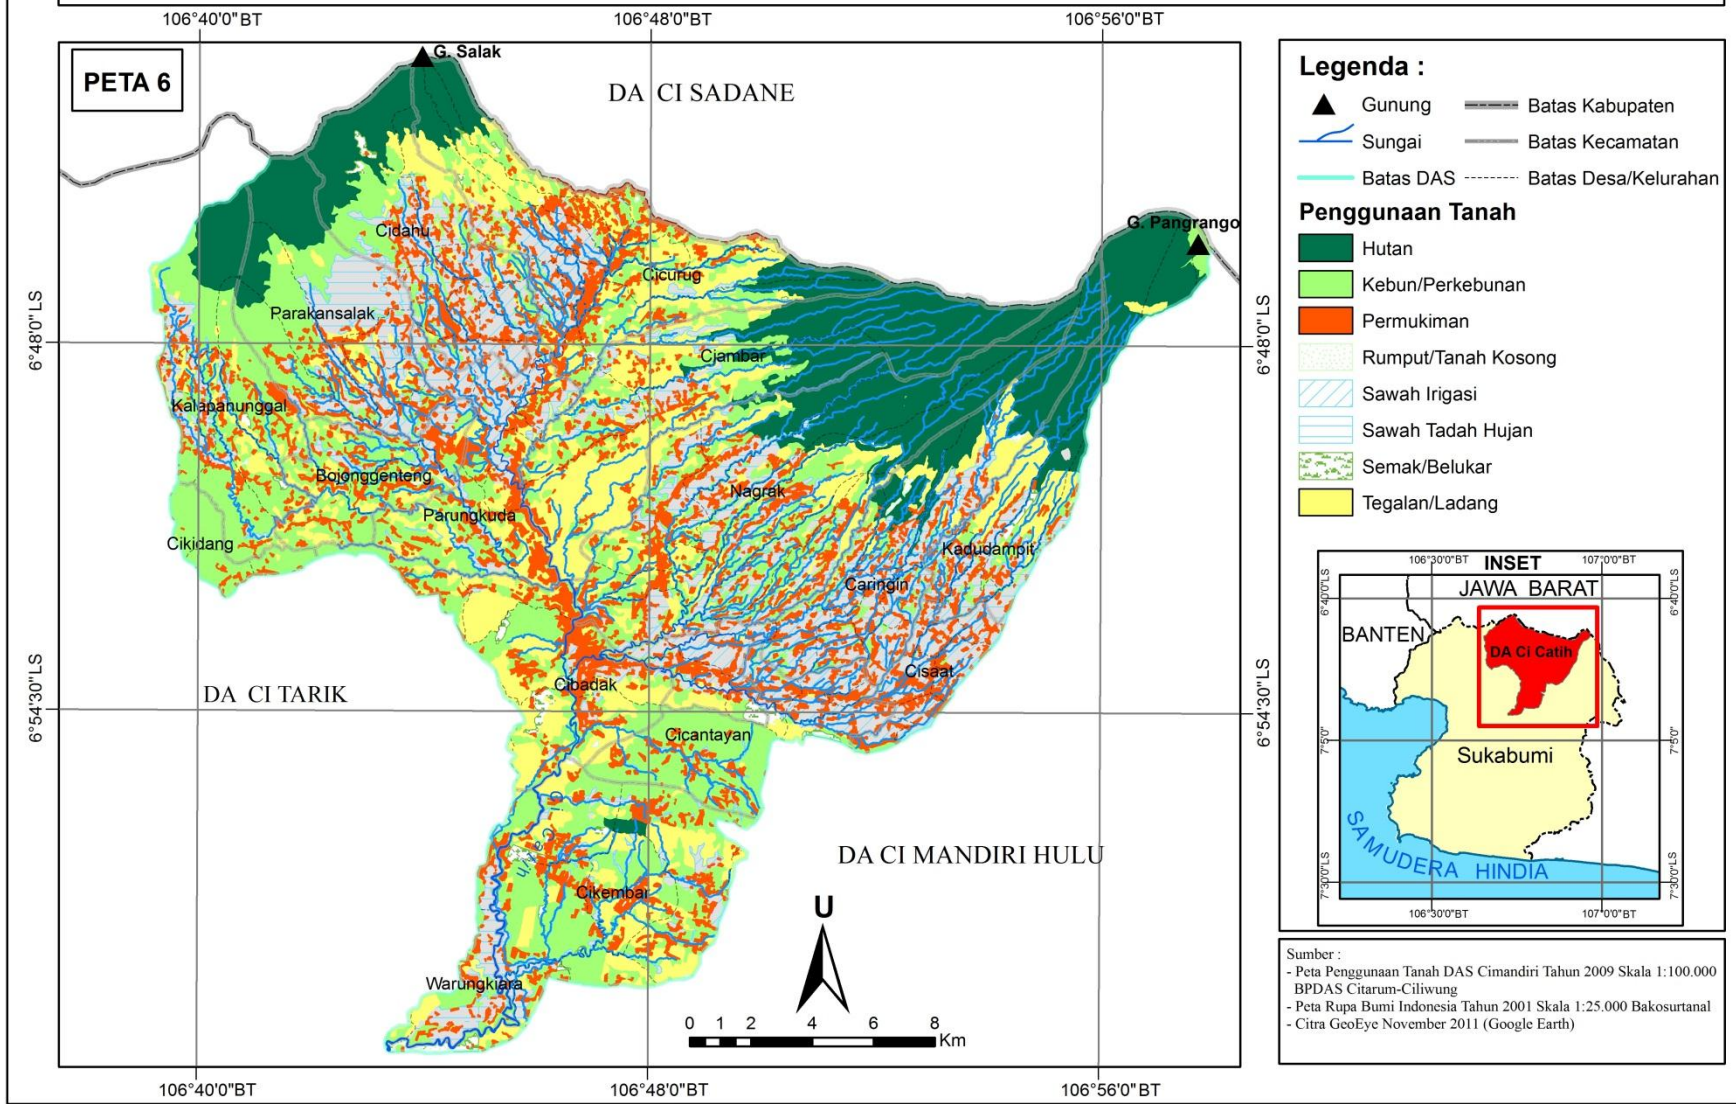 106°40'0"BT
106°48'0"BT
106°56'0"BT
PETA 6
G. Salak
DA CI SADANE
G. Pangrango
Cidahu
Cicurug
Parakansalak
6°48'0"LS
6°48'0"LS
Cjambar
Kalapanunggal
Bojonggenteng
Nagrak
Parungkuda
Cikidang
Kadudampit
Caringin
Cisaat
Cibadak
DA CI TARIK
6°54'30"LS
6°54'30"LS
Cicantayan
Ci Catih
DA CI MANDIRI HULU
Cikembar
U
Warungkiara
0 1 2 4 6 8 Km
106°40'0"BT
106°48'0"BT
106°56'0"BT
Legenda :
Gunung
Batas Kabupaten
Sungai
Batas Kecamatan
Batas DAS
Batas Desa/Kelurahan
Penggunaan Tanah
Hutan
Kebun/Perkebunan
Permukiman
Rumput/Tanah Kosong
Sawah Irigasi
Sawah Tadah Hujan
Semak/Belukar
Tegalan/Ladang
INSET
106°30'0"BT
107°0'0"BT
JAWA BARAT
6°40'0"LS
6°40'0"LS
BANTEN
DA Ci Catih
7°5'0"LS
7°5'0"LS
Sukabumi
SAMUDERA HINDIA
7°30'0"LS
7°30'0"LS
106°30'0"BT
107°0'0"BT
Sumber :
- Peta Penggunaan Tanah DAS Cimandiri Tahun 2009 Skala 1:100.000
BPDAS Citarum-Ciliwung
- Peta Rupa Bumi Indonesia Tahun 2001 Skala 1:25.000 Bakosurtanal
- Citra GeoEye November 2011 (Google Earth)